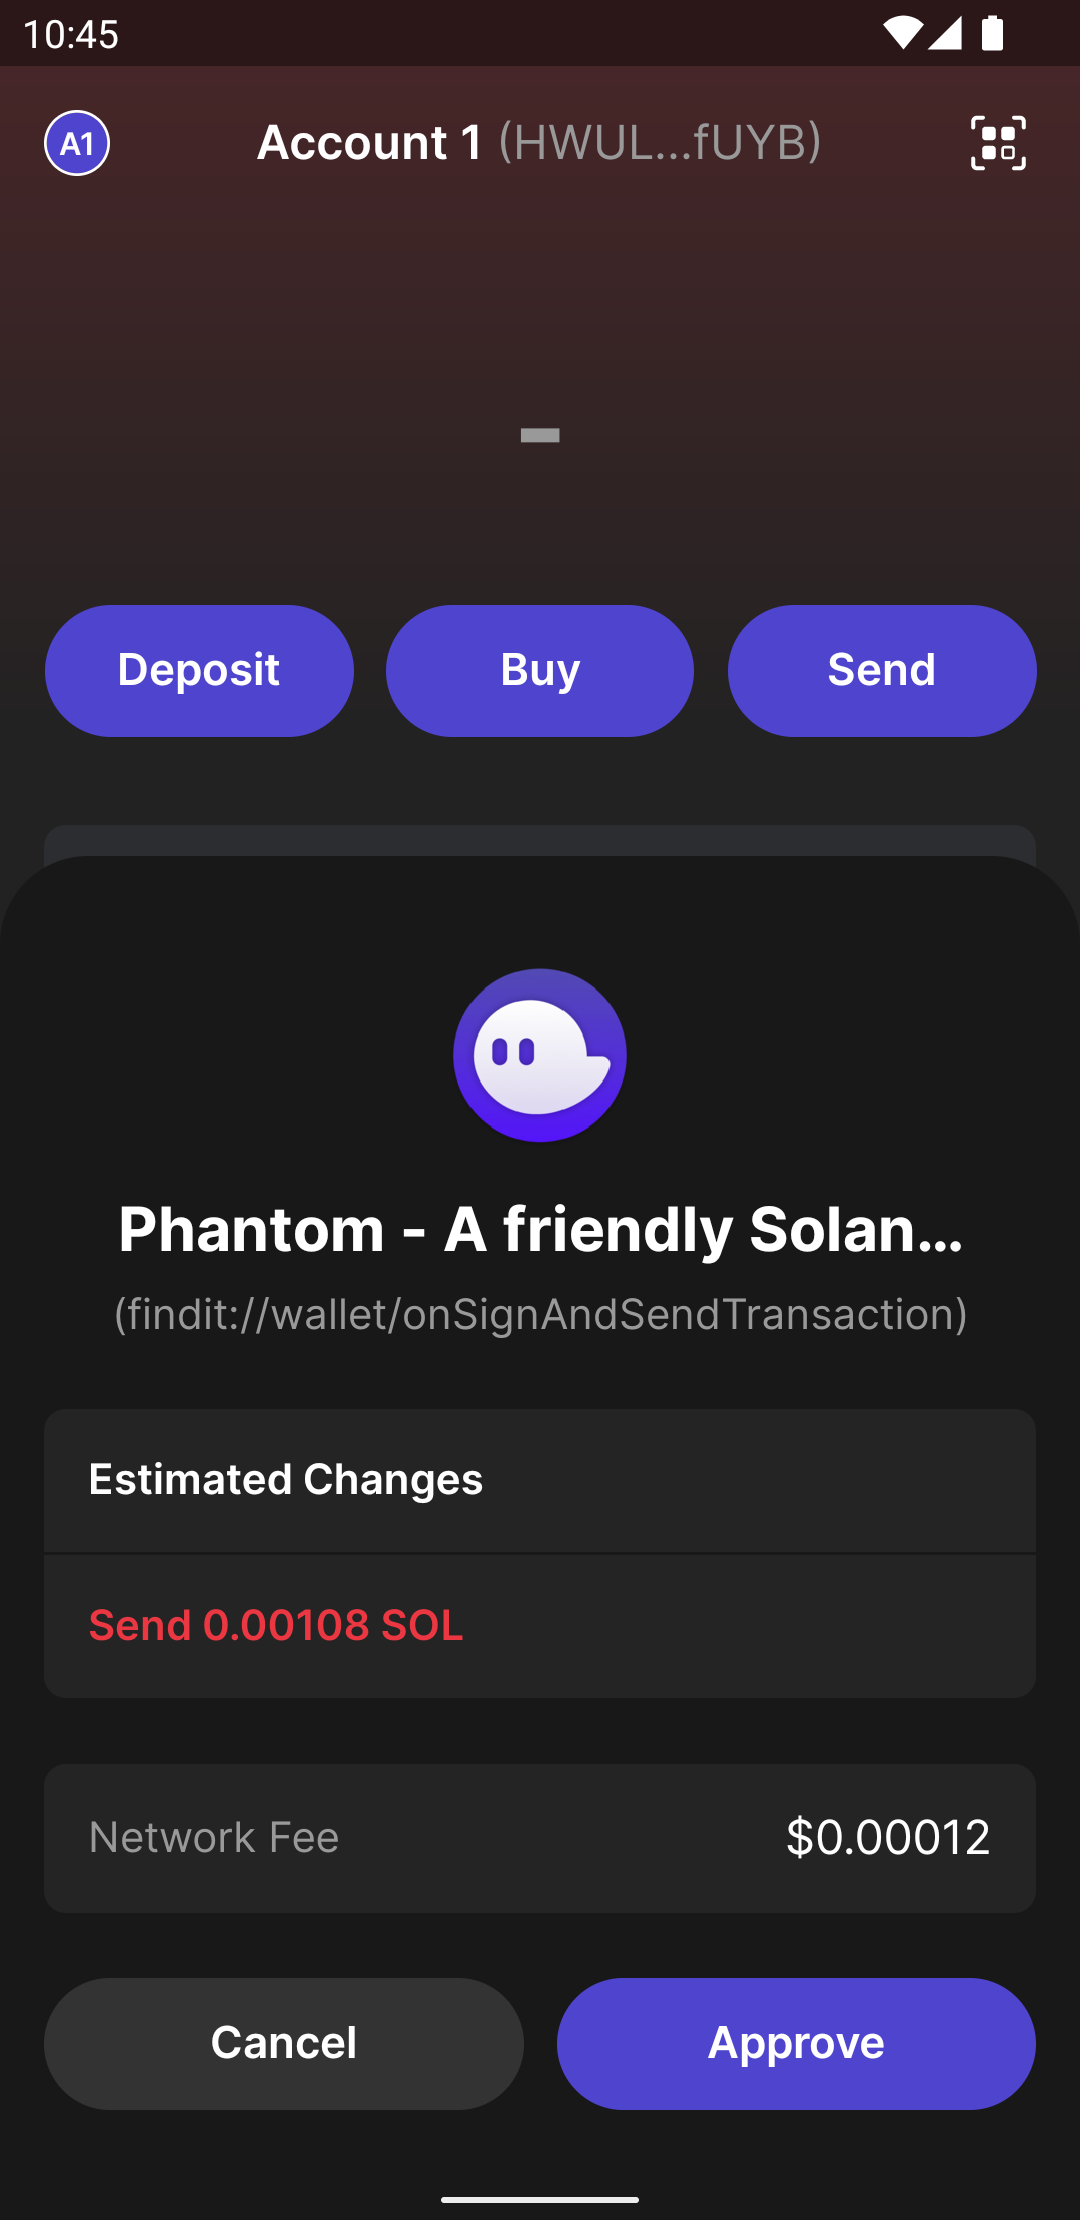 10:45
A1
Account 1 (HWUL...fUYB)
-
Deposit
Buy
Send
Phantom - A friendly Solan...
(findit://wallet/onSignAndSendTransaction)
Estimated Changes
Send 0.00108 SOL
Network Fee
$0.00012
Cancel
Approve